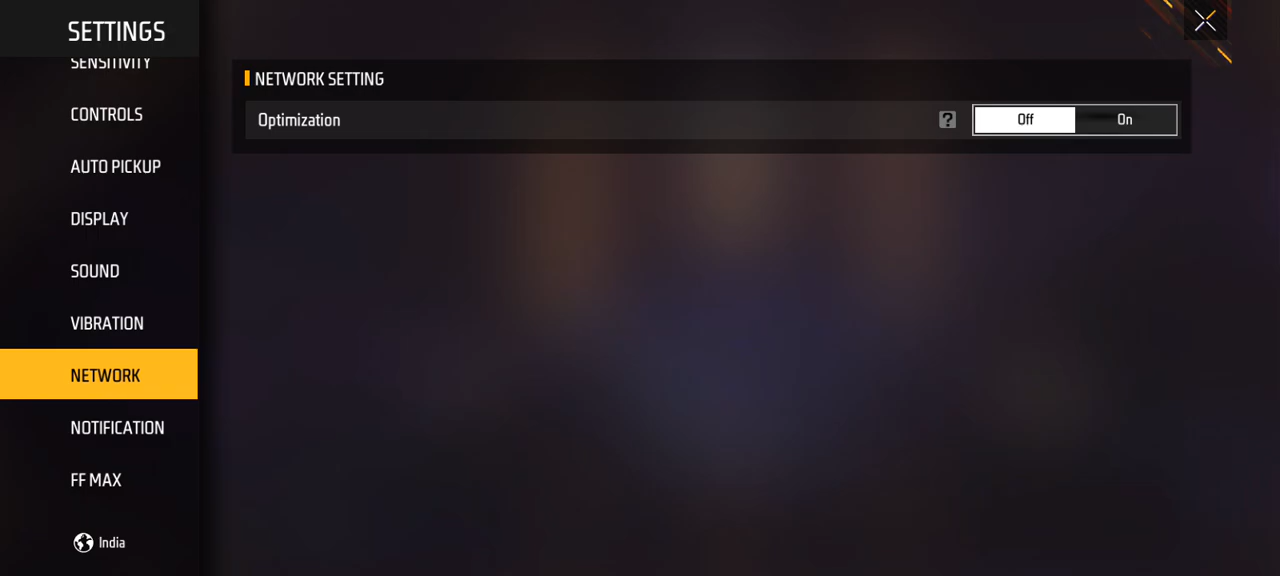 SETTINGS
SENSITIVITY
CONTROLS
AUTO PICKUP
DISPLAY
SOUND
VIBRATION
NETWORK
NOTIFICATION
FF MAX
India
NETWORK SETTING
Optimization ? Off On